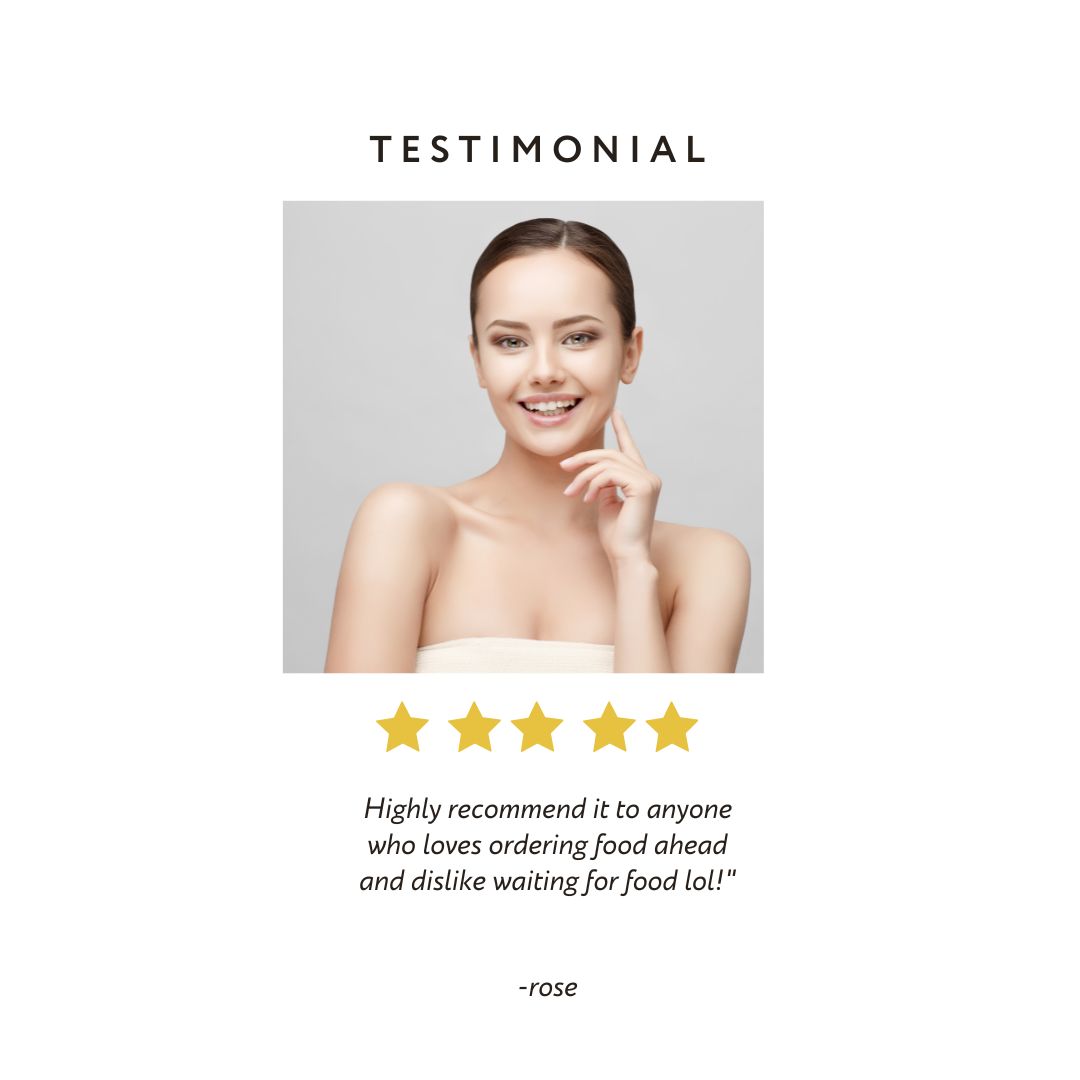 TESTIMONIAL
Highly recommend it to anyone
who loves ordering food ahead
and dislike waiting for food lol!"
-rose